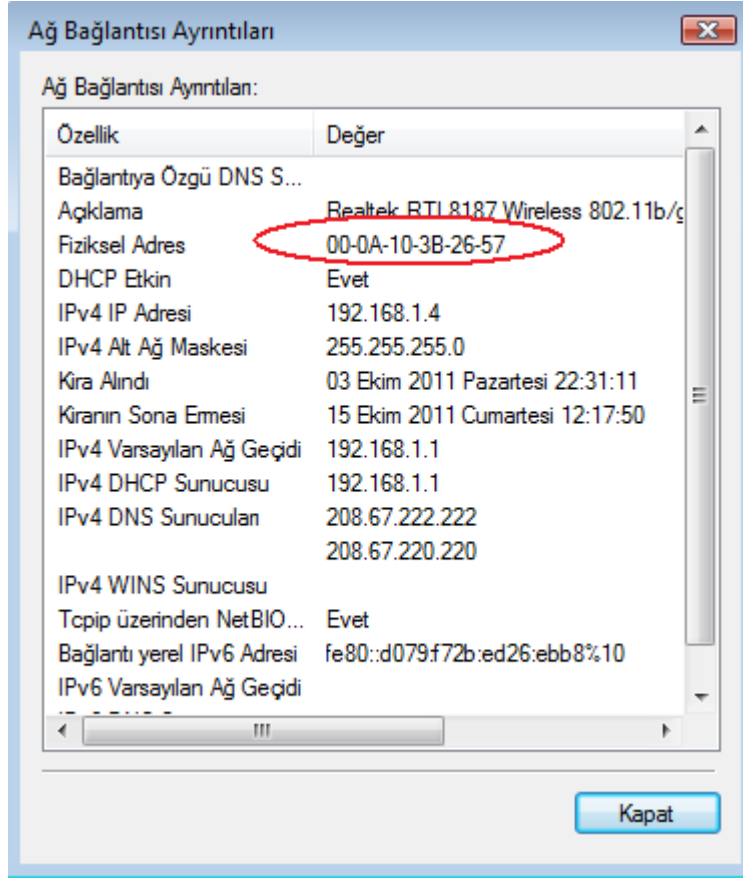 Ağ Bağlantısı Ayrıntıları
Ağ Bağlantısı Ayrıntıları:
Özellik Değer
Bağlantıya Özgü DNS S...
Açıklama Realtek RTL8187 Wireless 802.11b/g
Fiziksel Adres 00-0A-10-3B-26-57
DHCP Etkin Evet
IPv4 IP Adresi 192.168.1.4
IPv4 Alt Ağ Maskesi 255.255.255.0
Kira Alındı 03 Ekim 2011 Pazartesi 22:31:11
Kiranın Sona Ermesi 15 Ekim 2011 Cumartesi 12:17:50
IPv4 Varsayılan Ağ Geçidi 192.168.1.1
IPv4 DHCP Sunucusu 192.168.1.1
IPv4 DNS Sunucuları 208.67.222.222
208.67.220.220
IPv4 WINS Sunucusu
Tcpip üzerinden NetBIO... Evet
Bağlantı yerel IPv6 Adresi fe80::d079:f72b:ed26:ebb8%10
IPv6 Varsayılan Ağ Geçidi
Kapat